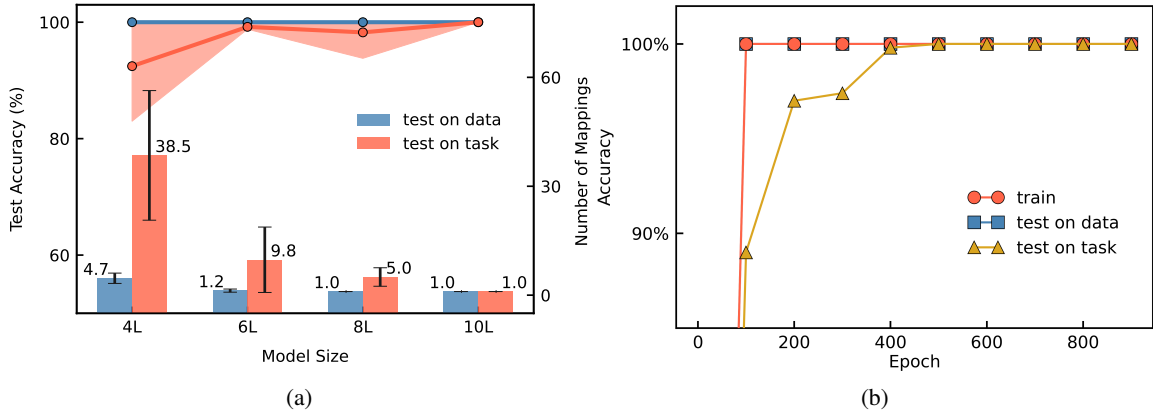 100
80
60
Test Accuracy (%)
4.7
38.5
1.2
9.8
1.0
5.0
1.0
1.0
test on data
test on task
60
30
0
Number of Mappings
4L
6L
8L
10L
Model Size
(a)
100%
90%
Accuracy
train
test on data
test on task
0
200
400
600
800
Epoch
(b)